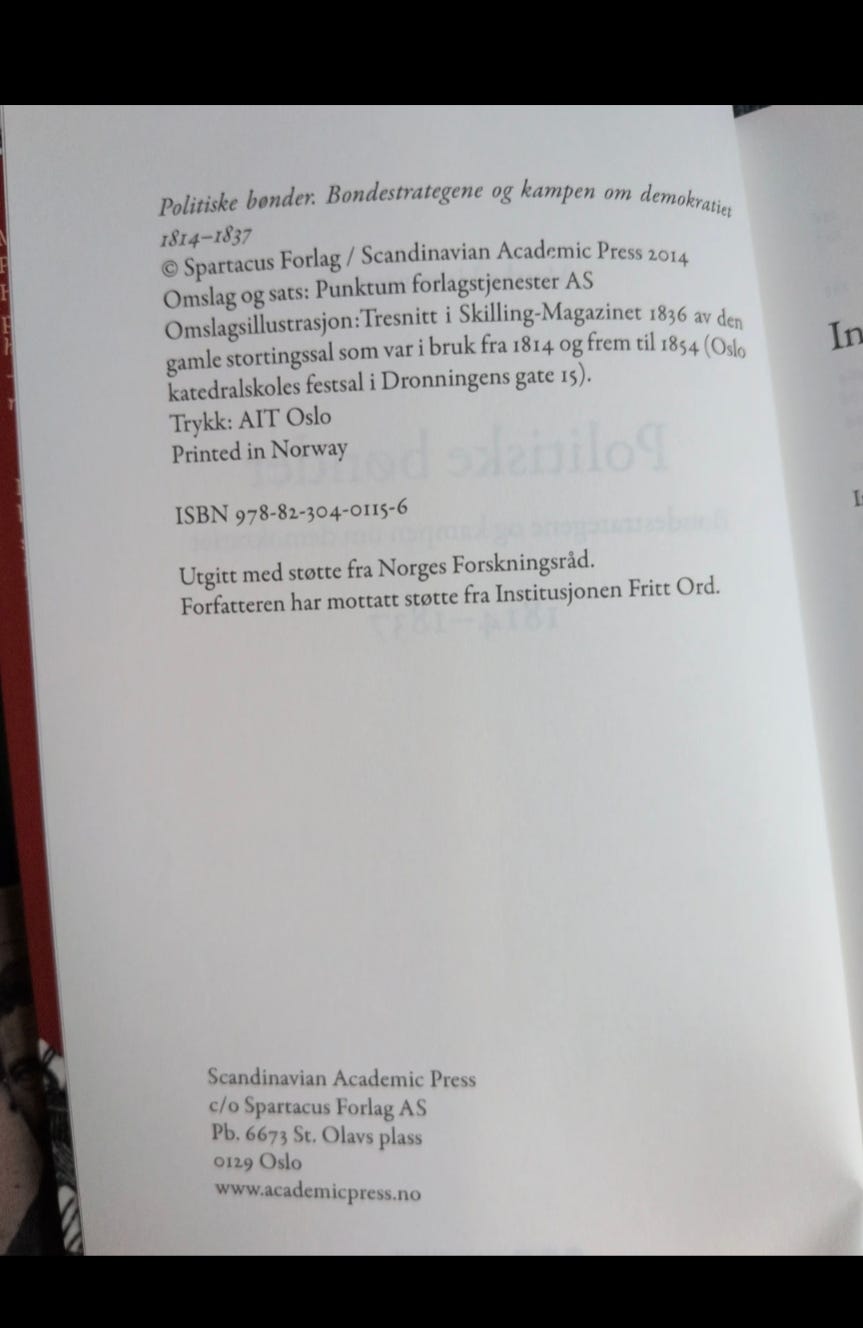 Politiske bønder. Bondestrategene og kampen om demokratiet
1814–1837
© Spartacus Forlag / Scandinavian Academic Press 2014
Omslag og sats: Punktum forlagstjenester AS
Omslagsillustrasjon:Tresnitt i Skilling-Magazinet 1836 av den
gamle stortingssal som var i bruk fra 1814 og frem til 1854 (Oslo
katedralskoles festsal i Dronningens gate 15).
Trykk: AIT Oslo
Printed in Norway
ISBN 978-82-304-0115-6
Utgitt med støtte fra Norges Forskningsråd.
Forfatteren har mottatt støtte fra Institusjonen Fritt Ord.
Scandinavian Academic Press
c/o Spartacus Forlag AS
Pb. 6673 St. Olavs plass
0129 Oslo
www.academicpress.no